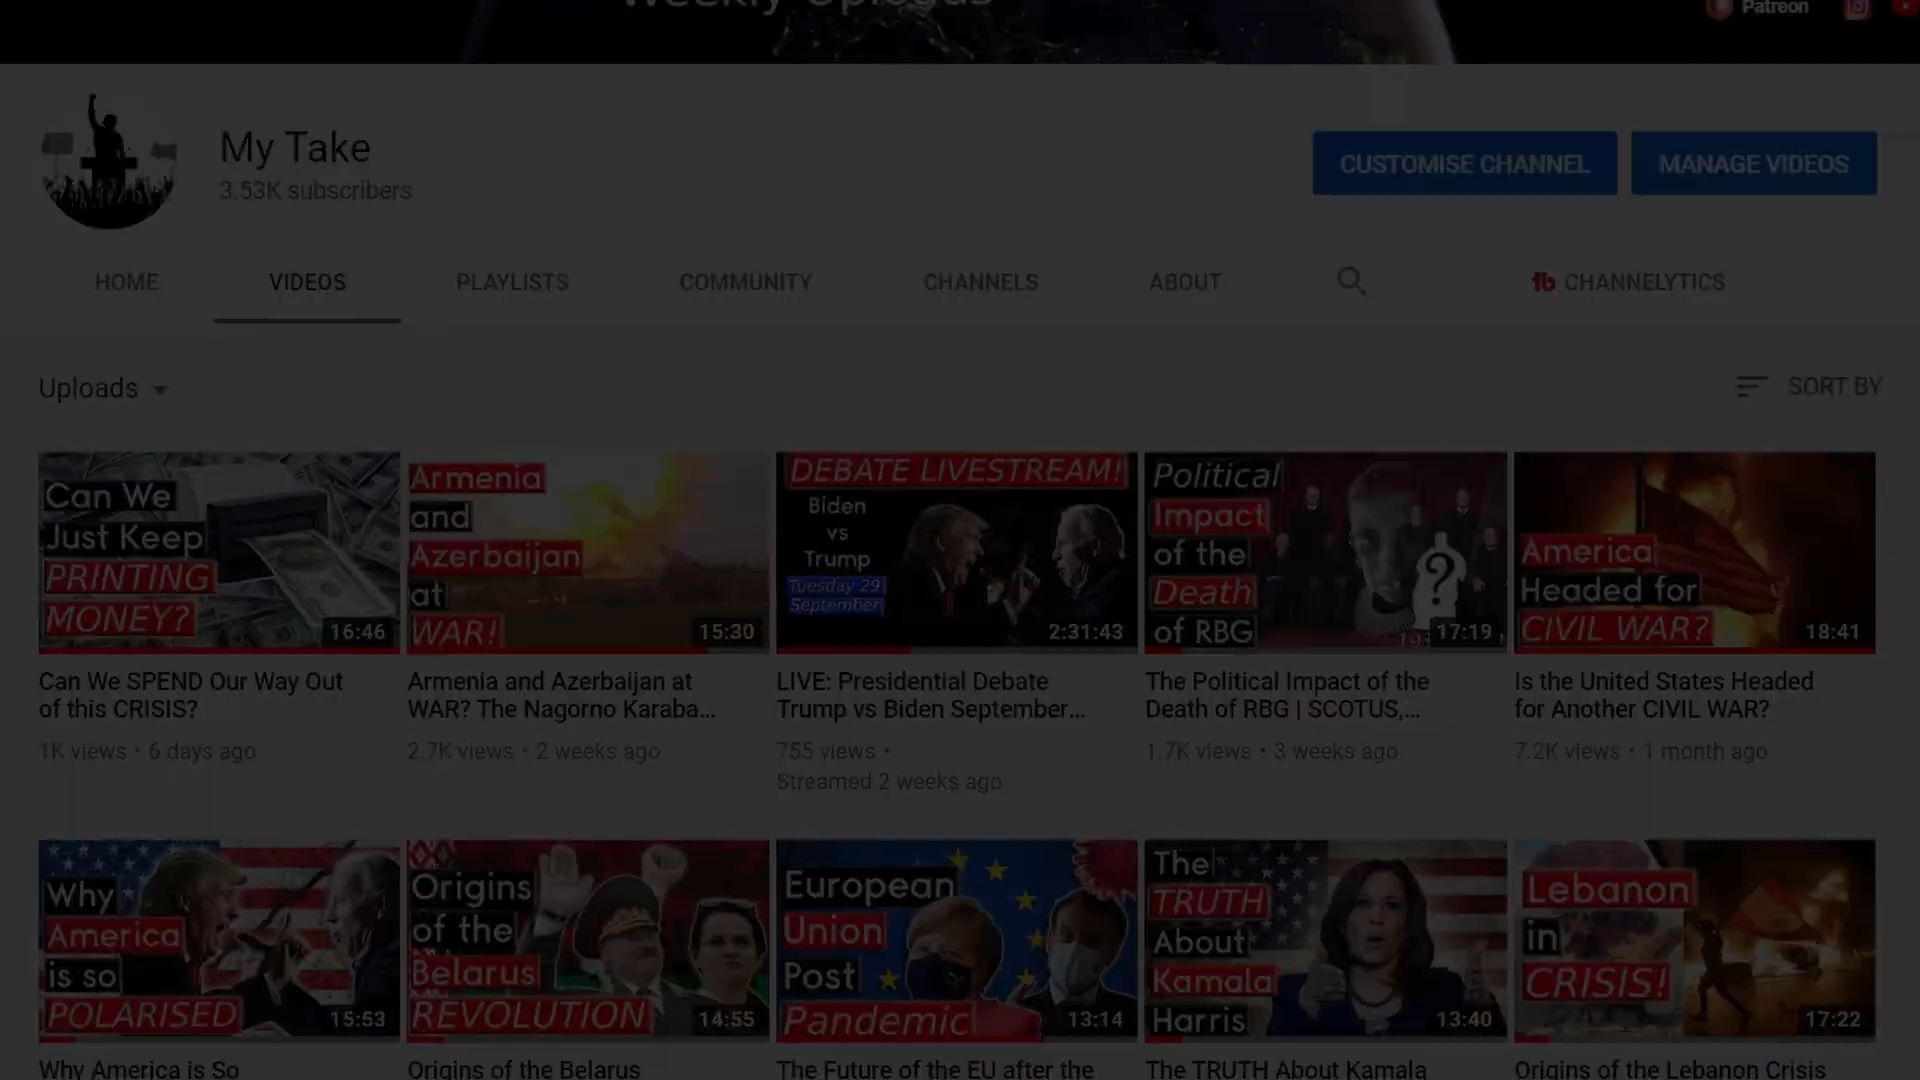 Weekly Uploads
Patreon
My Take
3.53K subscribers
CUSTOMISE CHANNEL
MANAGE VIDEOS
HOME
VIDEOS
PLAYLISTS
COMMUNITY
CHANNELS
ABOUT
CHANNELYTICS
Uploads
SORT BY
Can We
Just Keep
PRINTING
MONEY?
16:46
Armenia
and
Azerbaijan
at
WAR!
15:30
DEBATE LIVESTREAM!
Biden
vs
Trump
Tuesday 29
September
2:31:43
Political
Impact
of the
Death
of RBG
17:19
America
Headed for
CIVIL WAR?
18:41
Can We SPEND Our Way Out
of this CRISIS?
1K views • 6 days ago
Armenia and Azerbaijan at
WAR? The Nagorno Karaba...
2.7K views • 2 weeks ago
LIVE: Presidential Debate
Trump vs Biden September...
755 views •
Streamed 2 weeks ago
The Political Impact of the
Death of RBG | SCOTUS,...
1.7K views • 3 weeks ago
Is the United States Headed
for Another CIVIL WAR?
7.2K views • 1 month ago
Why
America
is so
POLARISED
15:53
Origins
of the
Belarus
REVOLUTION
14:55
European
Union
Post
Pandemic
13:14
The
TRUTH
About
Kamala
Harris
13:40
Lebanon
in
CRISIS!
17:22
Why America is So
Origins of the Belarus
The Future of the EU after the
The TRUTH About Kamala
Origins of the Lebanon Crisis